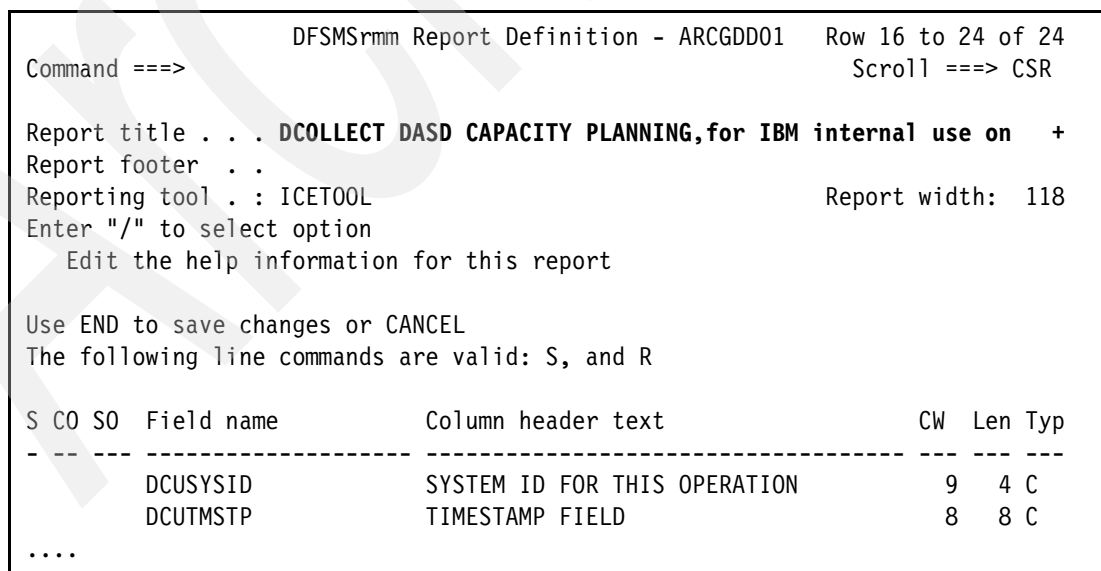 DFSMSrmm Report Definition - ARCGDD01 Row 16 to 24 of 24
Command ===> Scroll ===> CSR
Report title . . . DCOLLECT DASD CAPACITY PLANNING,for IBM internal use on +
Report footer . .
Reporting tool . : ICETOOL Report width: 118
Enter "/" to select option
Edit the help information for this report
Use END to save changes or CANCEL
The following line commands are valid: S, and R
S CO SO Field name Column header text CW Len Typ
- -- --- -------------------- ------------------------------------ --- --- ---
DCUSYSID SYSTEM ID FOR THIS OPERATION 9 4 C
DCUTMSTP TIMESTAMP FIELD 8 8 C
....